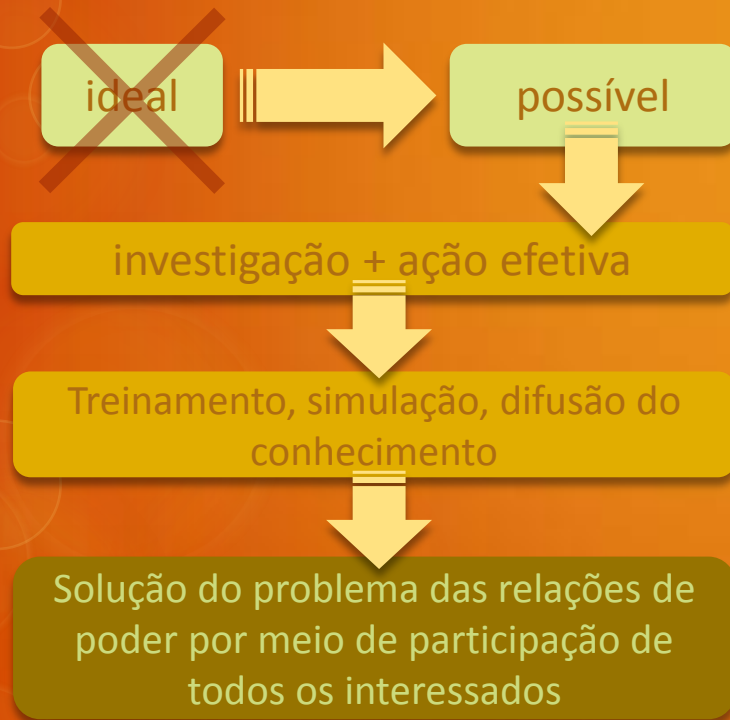 ideal
possível
investigação + ação efetiva
Treinamento, simulação, difusão do
conhecimento
Solução do problema das relações de
poder por meio de participação de
todos os interessados